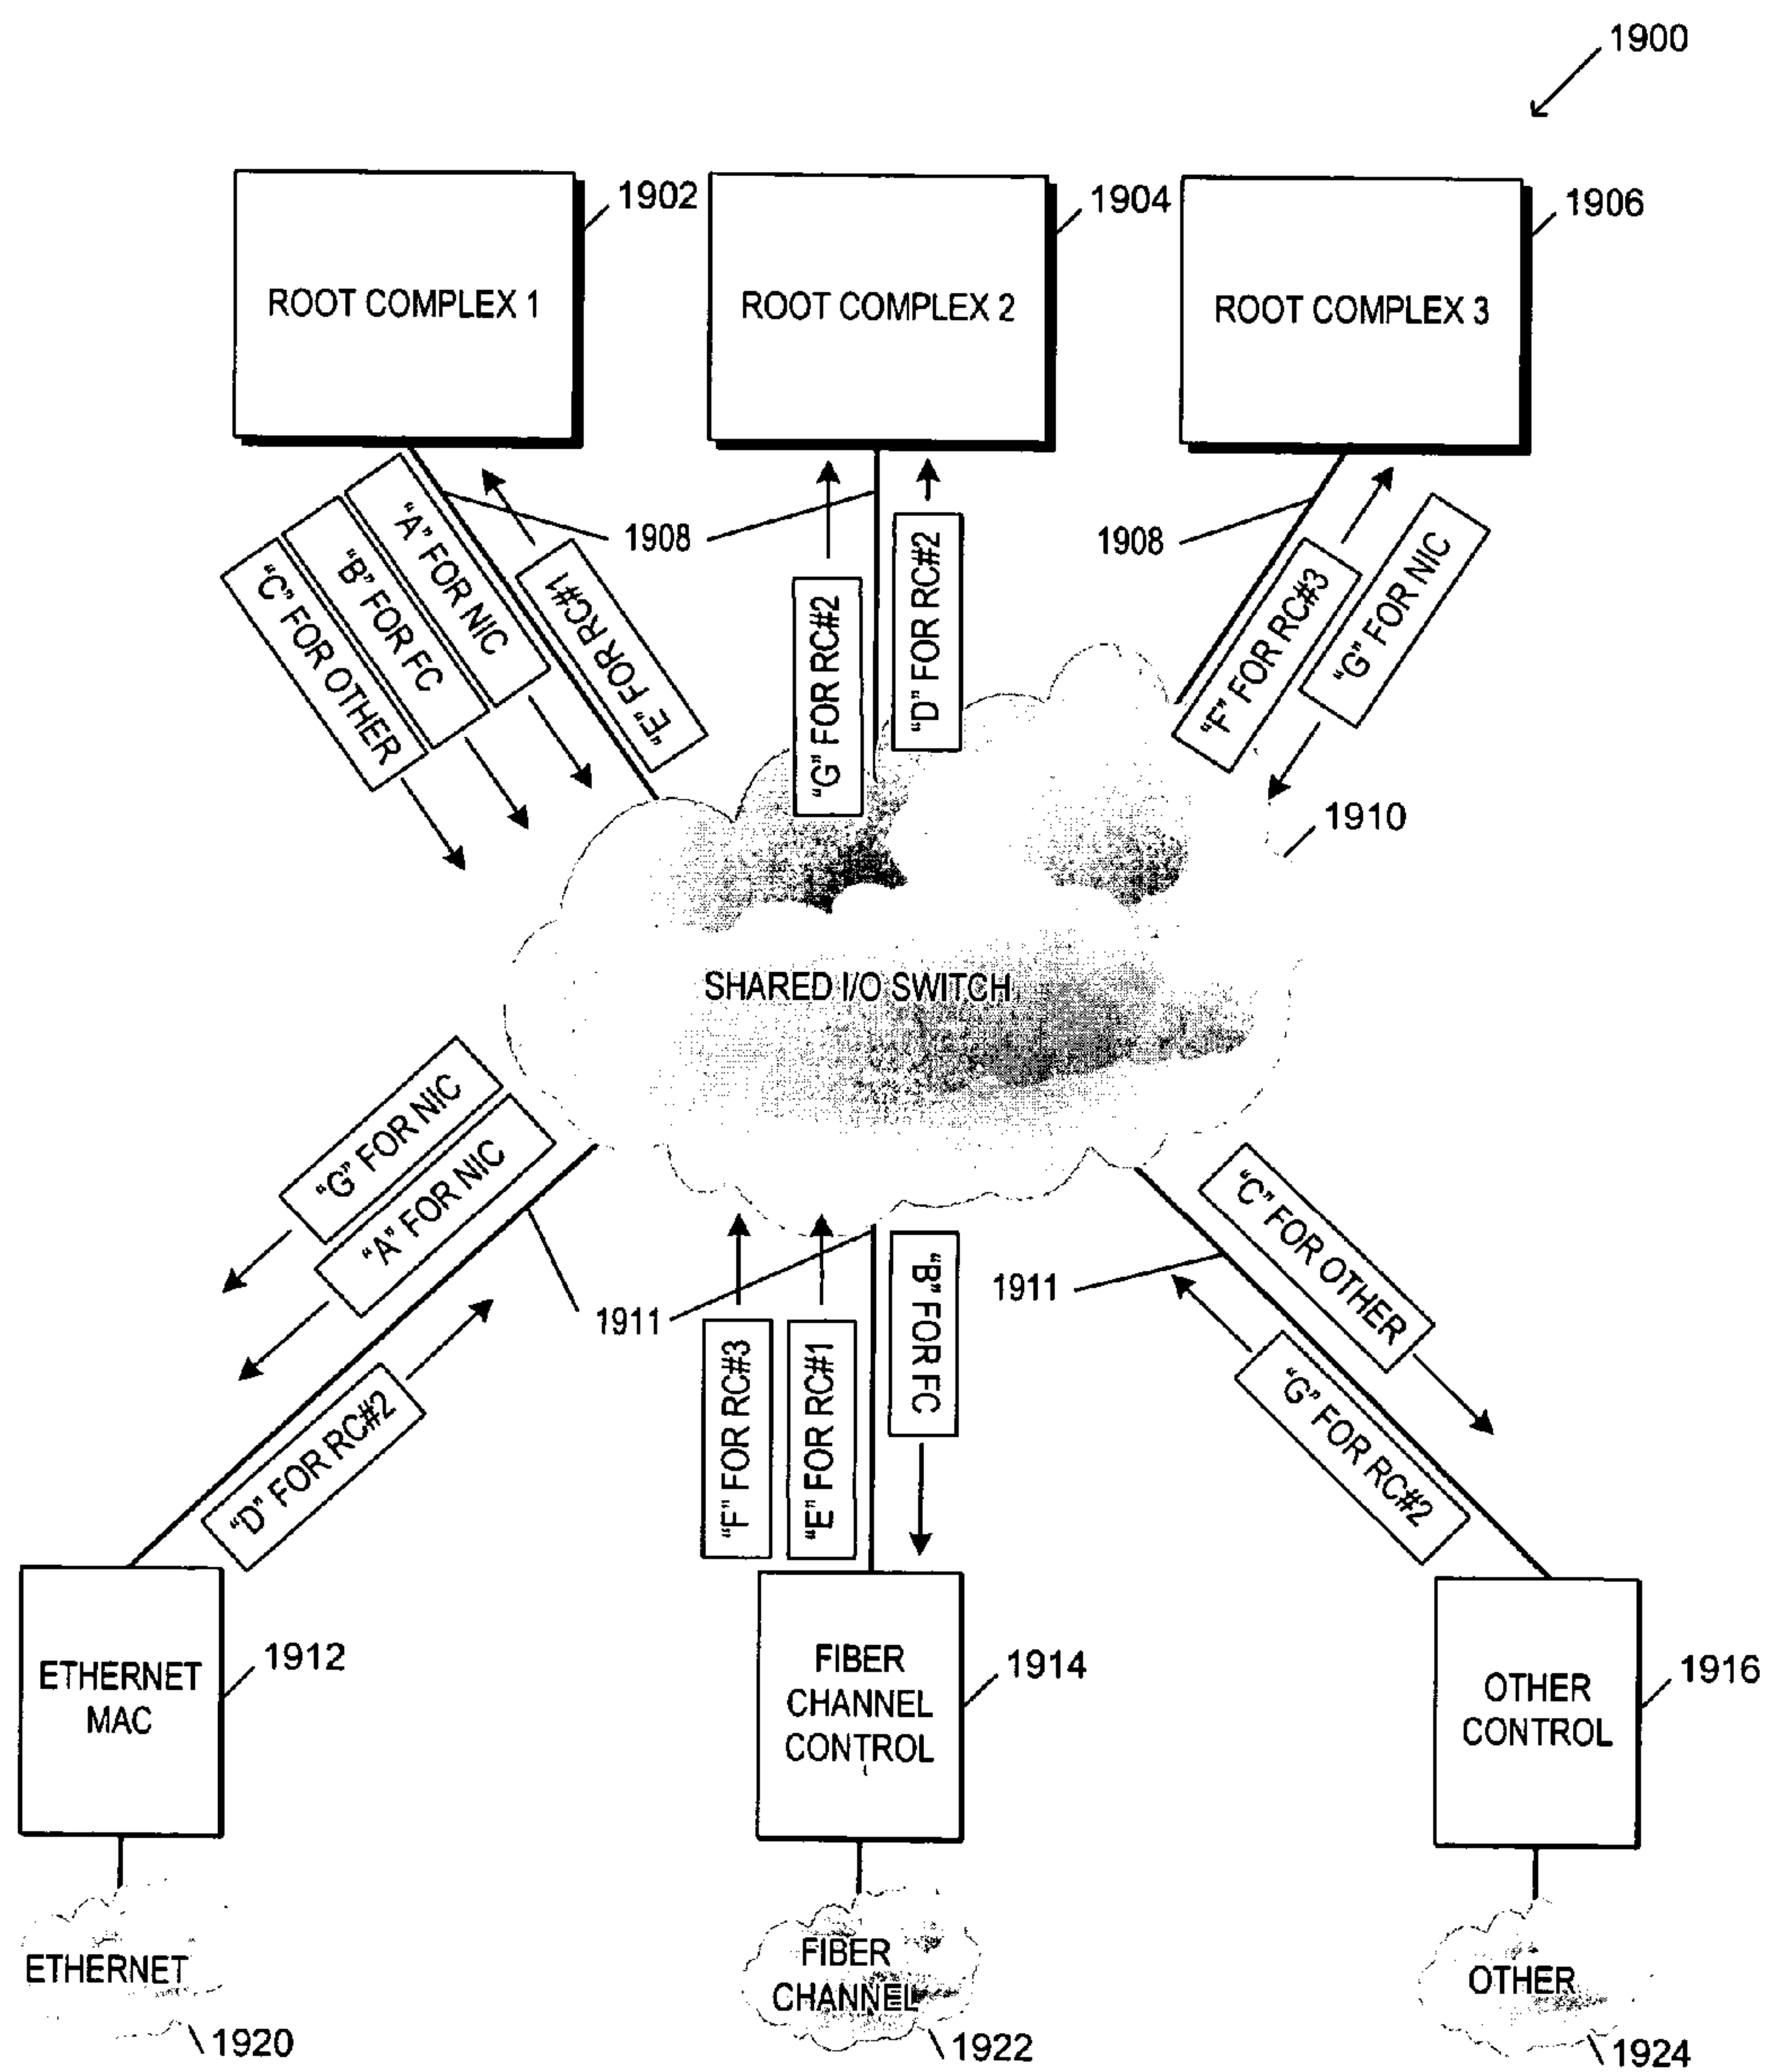 1900
1902
1904
1906
ROOT COMPLEX 1
ROOT COMPLEX 2
ROOT COMPLEX 3
1908
1908
"A" FOR NIC
"B" FOR FC
"C" FOR OTHER
"E" FOR RC#1
"G" FOR RC#2
"D" FOR RC#2
"F" FOR RC#3
"G" FOR NIC
1910
SHARED I/O SWITCH
"G" FOR NIC
"A" FOR NIC
"D" FOR RC#2
1911
"F" FOR RC#3
"E" FOR RC#1
"B" FOR FC
1911
"C" FOR OTHER
"G" FOR RC#2
ETHERNET
MAC
1912
FIBER
CHANNEL
CONTROL
1914
OTHER
CONTROL
1916
ETHERNET
1920
FIBER
CHANNEL
1922
OTHER
1924